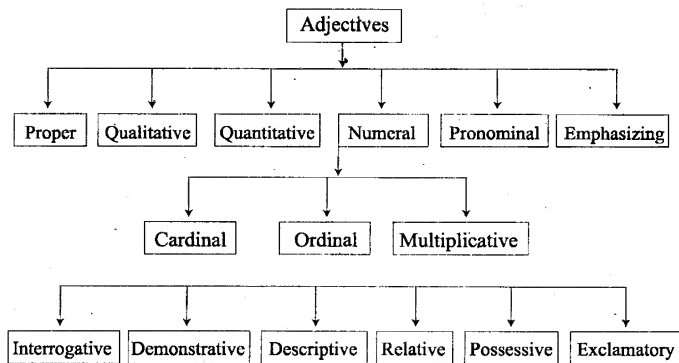 Adjectives
Proper Qualitative Quantitative Numeral Pronominal Emphasizing
Cardinal Ordinal Multiplicative
Interrogative Demonstrative Descriptive Relative Possessive Exclamatory